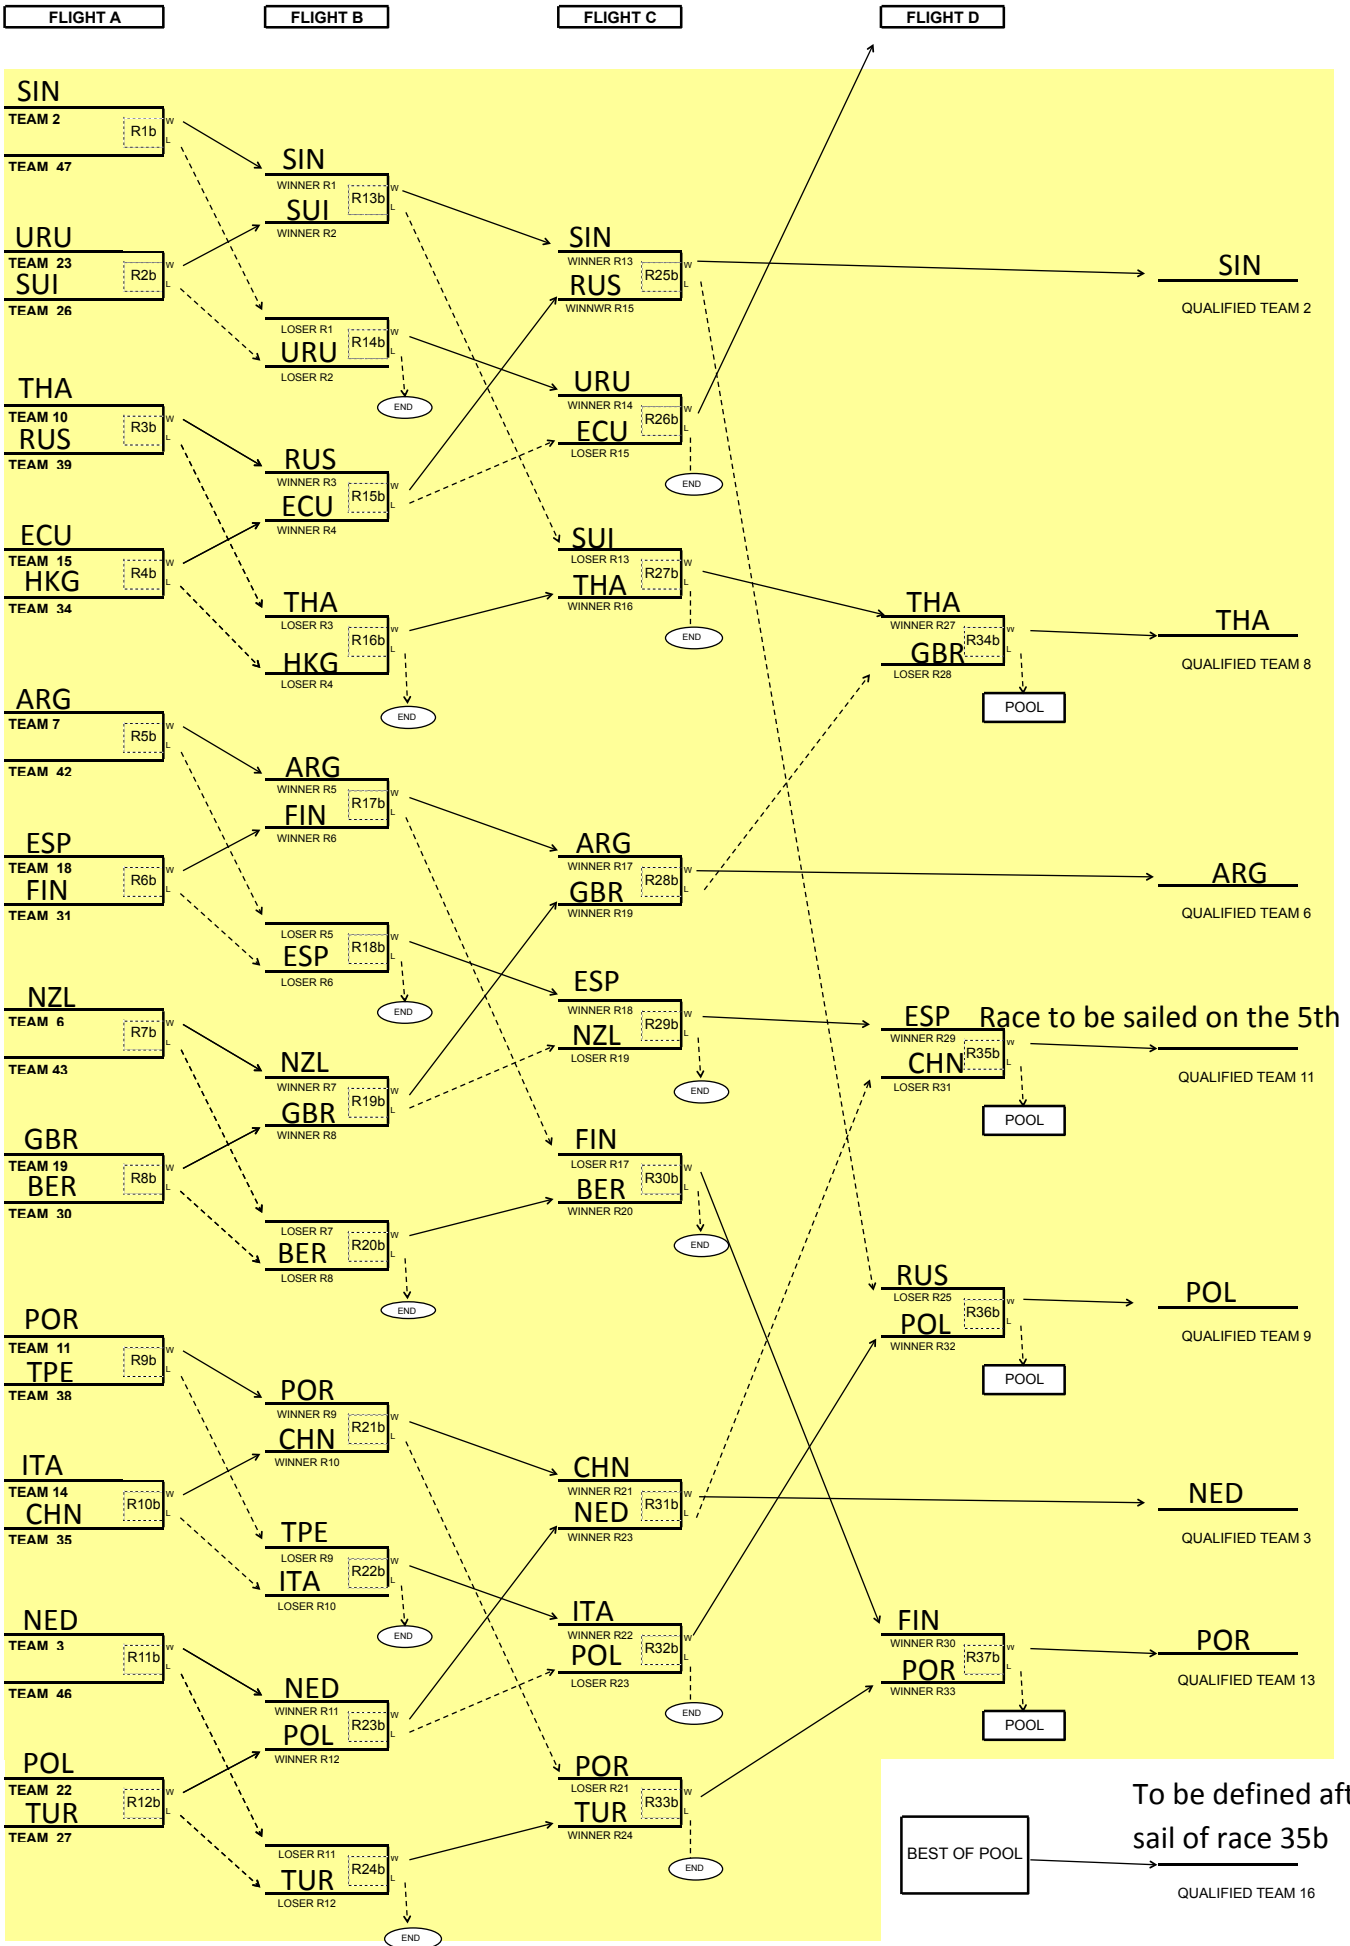 FLIGHT A
FLIGHT B
FLIGHT C
FLIGHT D
SIN
TEAM 2
R1b
W
L
TEAM 47
URU
TEAM 23
R2b
W
L
SUI
TEAM 26
THA
TEAM 10
R3b
W
L
RUS
TEAM 39
ECU
TEAM 15
R4b
W
L
HKG
TEAM 34
ARG
TEAM 7
R5b
W
L
TEAM 42
ESP
TEAM 18
R6b
W
L
FIN
TEAM 31
NZL
TEAM 6
R7b
W
L
TEAM 43
GBR
TEAM 19
R8b
W
L
BER
TEAM 30
POR
TEAM 11
R9b
W
L
TPE
TEAM 38
ITA
TEAM 14
R10b
W
L
CHN
TEAM 35
NED
TEAM 3
R11b
W
L
TEAM 46
POL
TEAM 22
R12b
W
L
TUR
TEAM 27
SIN
WINNER R1
R13b
W
L
SUI
WINNER R2
LOSER R1
R14b
W
L
URU
LOSER R2
END
RUS
WINNER R3
R15b
W
L
ECU
WINNER R4
THA
LOSER R3
R16b
W
L
HKG
LOSER R4
END
ARG
WINNER R5
R17b
W
L
FIN
WINNER R6
LOSER R5
R18b
W
L
ESP
LOSER R6
END
NZL
WINNER R7
R19b
W
L
GBR
WINNER R8
LOSER R7
R20b
W
L
BER
LOSER R8
END
POR
WINNER R9
R21b
W
L
CHN
WINNER R10
TPE
LOSER R9
R22b
W
L
ITA
LOSER R10
END
NED
WINNER R11
R23b
W
L
POL
WINNER R12
LOSER R11
R24b
W
L
TUR
LOSER R12
END
SIN
WINNER R13
R25b
W
L
RUS
WINNWR R15
URU
WINNER R14
R26b
W
L
ECU
LOSER R15
END
SUI
LOSER R13
R27b
W
L
THA
WINNER R16
END
ARG
WINNER R17
R28b
W
L
GBR
WINNER R19
ESP
WINNER R18
R29b
W
L
NZL
LOSER R19
END
FIN
LOSER R17
R30b
W
L
BER
WINNER R20
END
CHN
WINNER R21
R31b
W
L
NED
WINNER R23
ITA
WINNER R22
R32b
W
L
POL
LOSER R23
END
POR
LOSER R21
R33b
W
L
TUR
WINNER R24
END
THA
WINNER R27
R34b
W
L
GBR
LOSER R28
POOL
ESP
WINNER R29
R35b
W
L
CHN
LOSER R31
POOL
Race to be sailed on the 5th
RUS
LOSER R25
R36b
W
L
POL
WINNER R32
POOL
FIN
WINNER R30
R37b
W
L
POR
WINNER R33
POOL
BEST OF POOL
SIN
QUALIFIED TEAM 2
THA
QUALIFIED TEAM 8
ARG
QUALIFIED TEAM 6
QUALIFIED TEAM 11
POL
QUALIFIED TEAM 9
NED
QUALIFIED TEAM 3
POR
QUALIFIED TEAM 13
To be defined aft
sail of race 35b
QUALIFIED TEAM 16